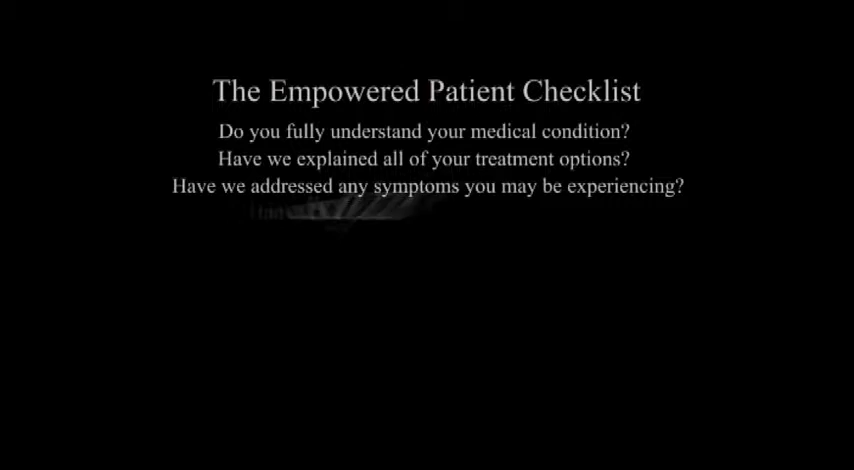 The Empowered Patient Checklist
Do you fully understand your medical condition?
Have we explained all of your treatment options?
Have we addressed any symptoms you may be experiencing?